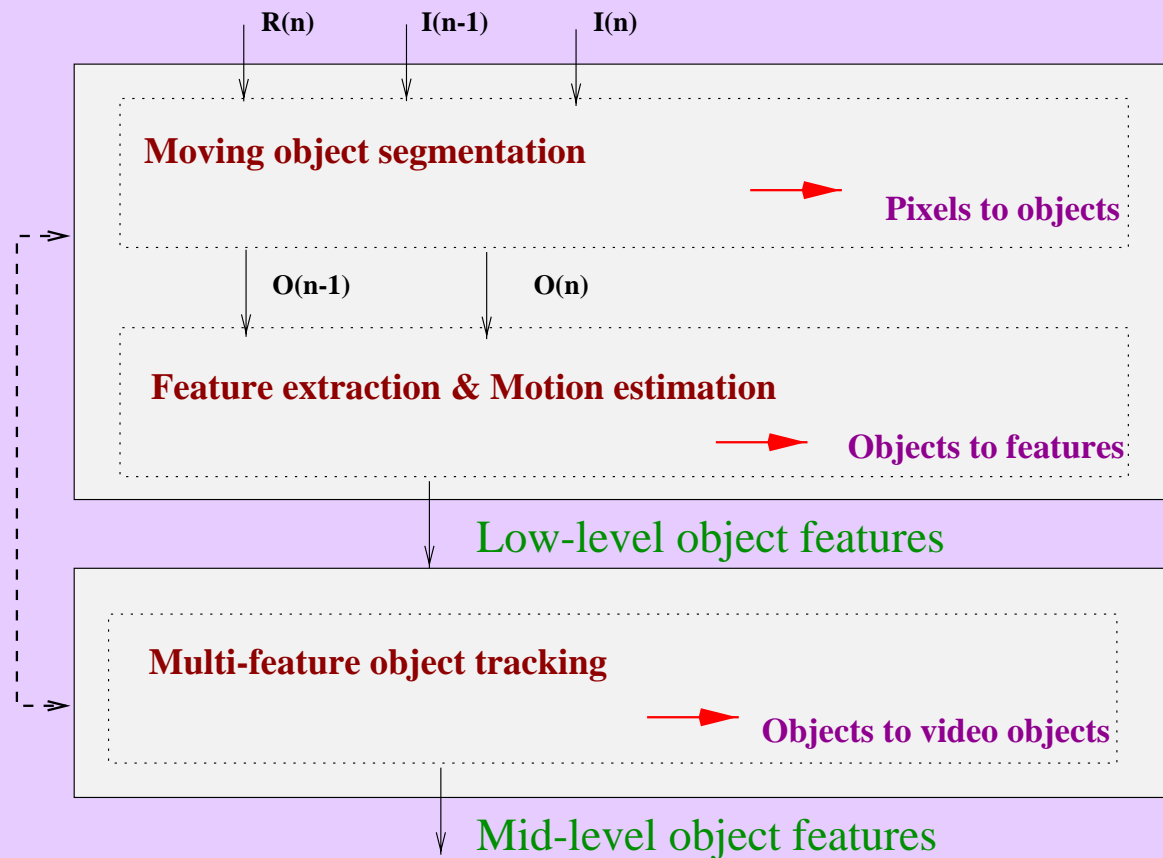 R(n) I(n-1) I(n)
Moving object segmentation
Pixels to objects
O(n-1) O(n)
Feature extraction & Motion estimation
Objects to features
Low-level object features
Multi-feature object tracking
Objects to video objects
Mid-level object features